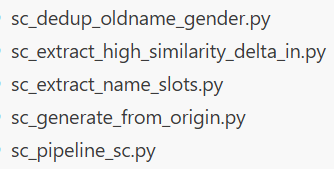 sc_dedup_oldname_gender.py
sc_extract_high_similarity_delta_in.py
sc_extract_name_slots.py
sc_generate_from_origin.py
sc_pipeline_sc.py